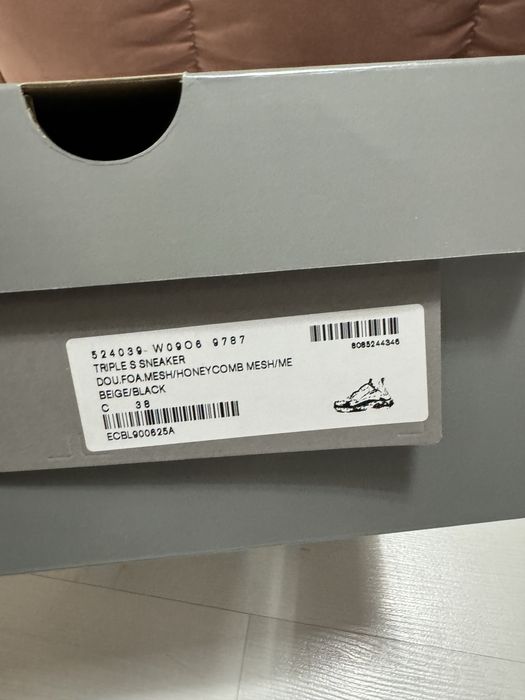 524039 W09O6 9787
TRIPLE S SNEAKER
DOU.FOA.MESH/HONEYCOMB MESH/ME
BEIGE/BLACK
C 38
ECBL900625A
8085244346